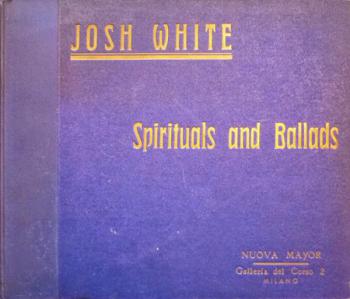 JOSH WHITE
Spirituals and Ballads
NUOVA MAYOR
Galleria del Corso 2
MILANO